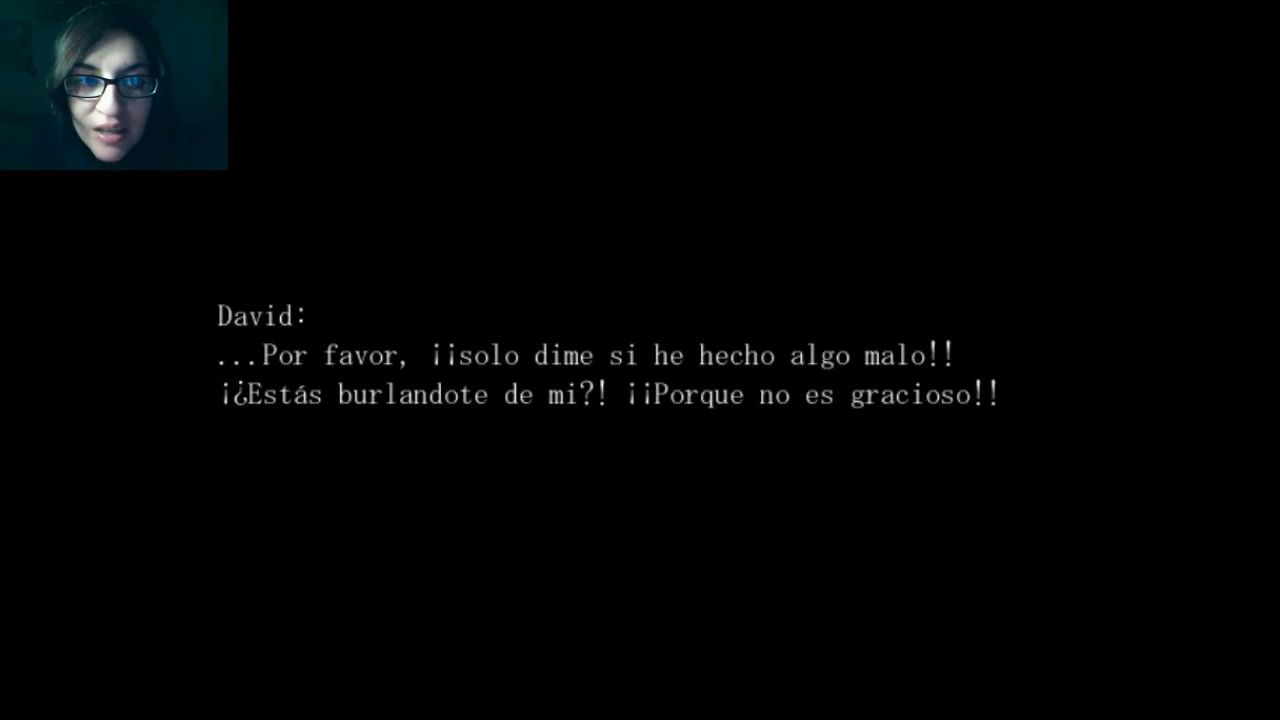 David:
...Por favor, ¡¡solo dime si he hecho algo malo!!
¡¿Estás burlandote de mi?! ¡¡Porque no es gracioso!!